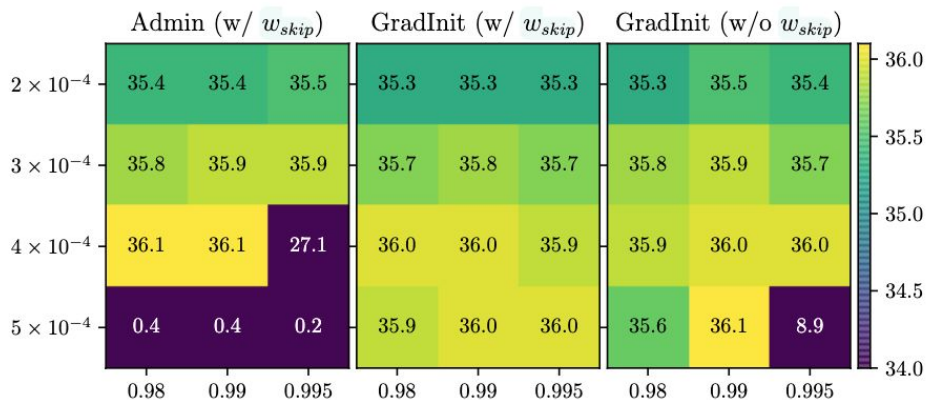 Admin (w/ w_skip) GradInit (w/ w_skip) GradInit (w/o w_skip)
2 × 10⁻⁴ 35.4 35.4 35.5 35.3 35.3 35.3 35.3 35.5 35.4 36.0
3 × 10⁻⁴ 35.8 35.9 35.9 35.7 35.8 35.7 35.8 35.9 35.7 35.5
35.0
4 × 10⁻⁴ 36.1 36.1 27.1 36.0 36.0 35.9 35.9 36.0 36.0
34.5
5 × 10⁻⁴ 0.4 0.4 0.2 35.9 36.0 36.0 35.6 36.1 8.9
34.0
0.98 0.99 0.995 0.98 0.99 0.995 0.98 0.99 0.995